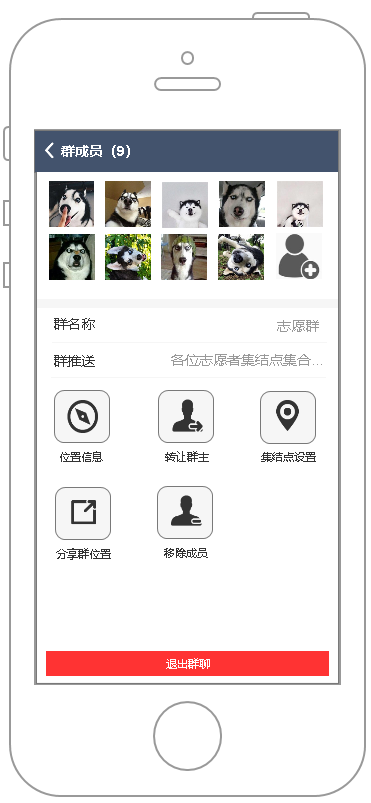 群成员（9）
群名称 志愿群
群推送 各位志愿者集结点集合...
位置信息 转让群主 集结点设置
分享群位置 移除成员
退出群聊